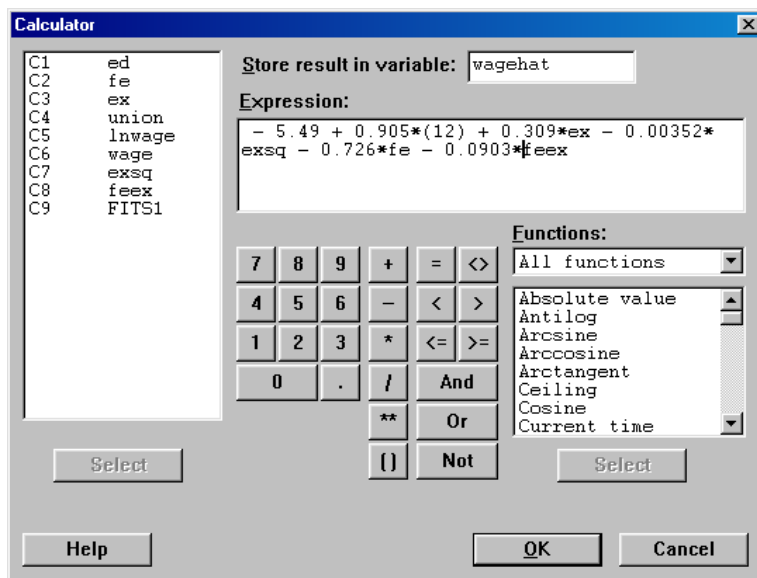 Calculator
C1 ed
C2 fe
C3 ex
C4 union
C5 lnwage
C6 wage
C7 exsq
C8 feex
C9 FITS1
Store result in variable: wagehat
Expression:
- 5.49 + 0.905*(12) + 0.309*ex - 0.00352*
exsq - 0.726*fe - 0.0903*feex
Functions:
All functions
7 8 9 + = <>
4 5 6 - < >
1 2 3 * <= >=
0 . / And
** Or
() Not
Absolute value
Antilog
Arcsine
Arccosine
Arctangent
Ceiling
Cosine
Current time
Select
Select
Help
OK
Cancel